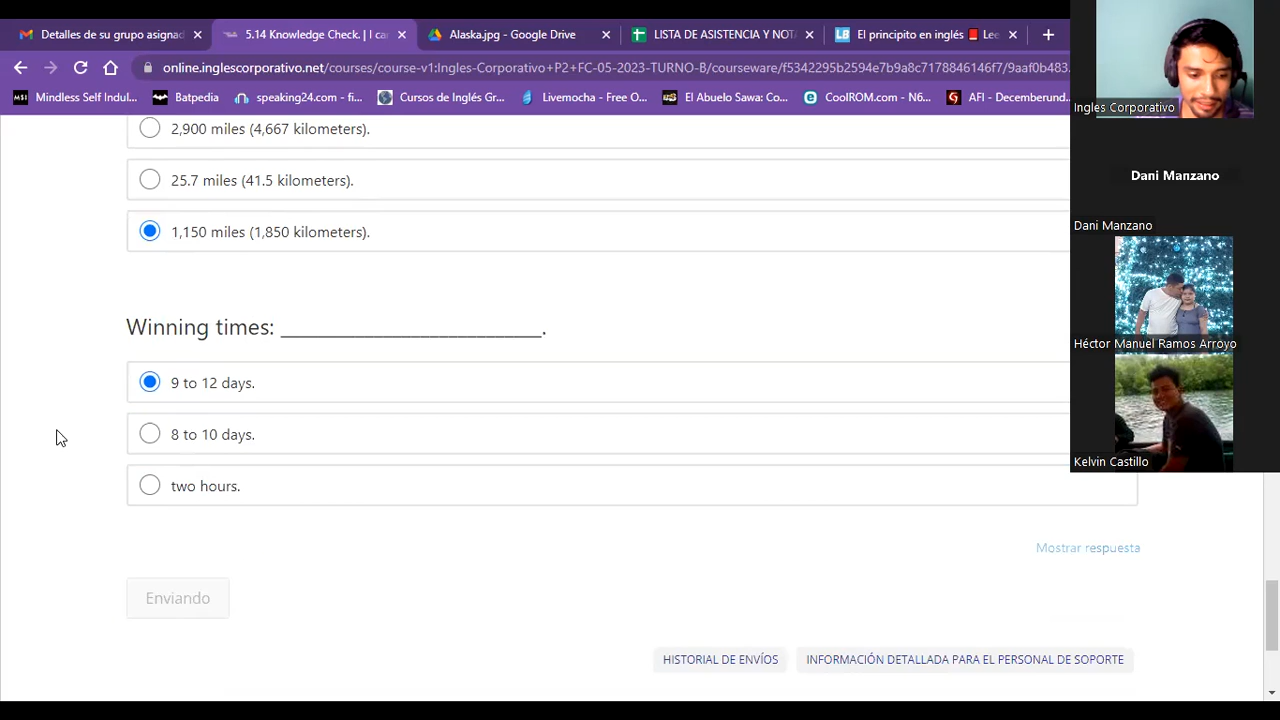 Detalles de su grupo asignad
5.14 Knowledge Check. | I can
Alaska.jpg - Google Drive
LISTA DE ASISTENCIA Y NOTA
El principito en inglés 📕 Lee
online.inglescorporativo.net/courses/course-v1:Ingles-Corporativo+P2+FC-05-2023-TURNO-B/courseware/f5342295b2594e7b9a8c7178846146f7/9aaf0b483.
Mindless Self Indul...
Batpedia
speaking24.com - fi...
Cursos de Inglés Gr...
Livemocha - Free O...
El Abuelo Sawa: Co...
CoolROM.com - N6...
AFI - Decemberund...
2,900 miles (4,667 kilometers).
25.7 miles (41.5 kilometers).
1,150 miles (1,850 kilometers).
Winning times: ______________________.
9 to 12 days.
8 to 10 days.
two hours.
Mostrar respuesta
Enviando
HISTORIAL DE ENVÍOS
INFORMACIÓN DETALLADA PARA EL PERSONAL DE SOPORTE
Ingles Corporativo
Dani Manzano
Dani Manzano
Héctor Manuel Ramos Arroyo
Kelvin Castillo